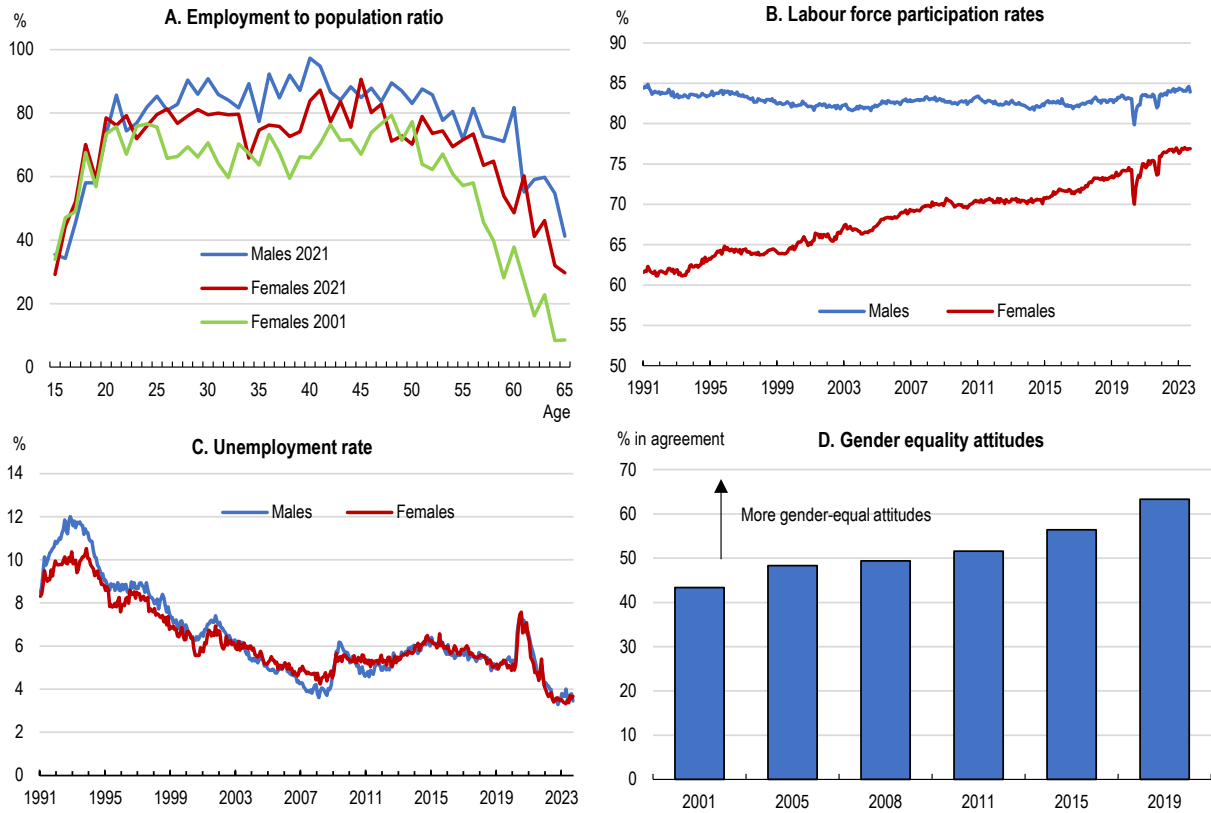 A. Employment to population ratio
%
100
80
60
40
20
0
Males 2021
Females 2021
Females 2001
15 20 25 30 35 40 45 50 55 60 65
Age
B. Labour force participation rates
%
90
85
80
75
70
65
60
55
50
Males Females
1991 1995 1999 2003 2007 2011 2015 2019 2023
C. Unemployment rate
%
14
12
10
8
6
4
2
0
Males Females
1991 1995 1999 2003 2007 2011 2015 2019 2023
D. Gender equality attitudes
% in agreement
70
60
50
40
30
20
10
0
More gender-equal attitudes
2001 2005 2008 2011 2015 2019